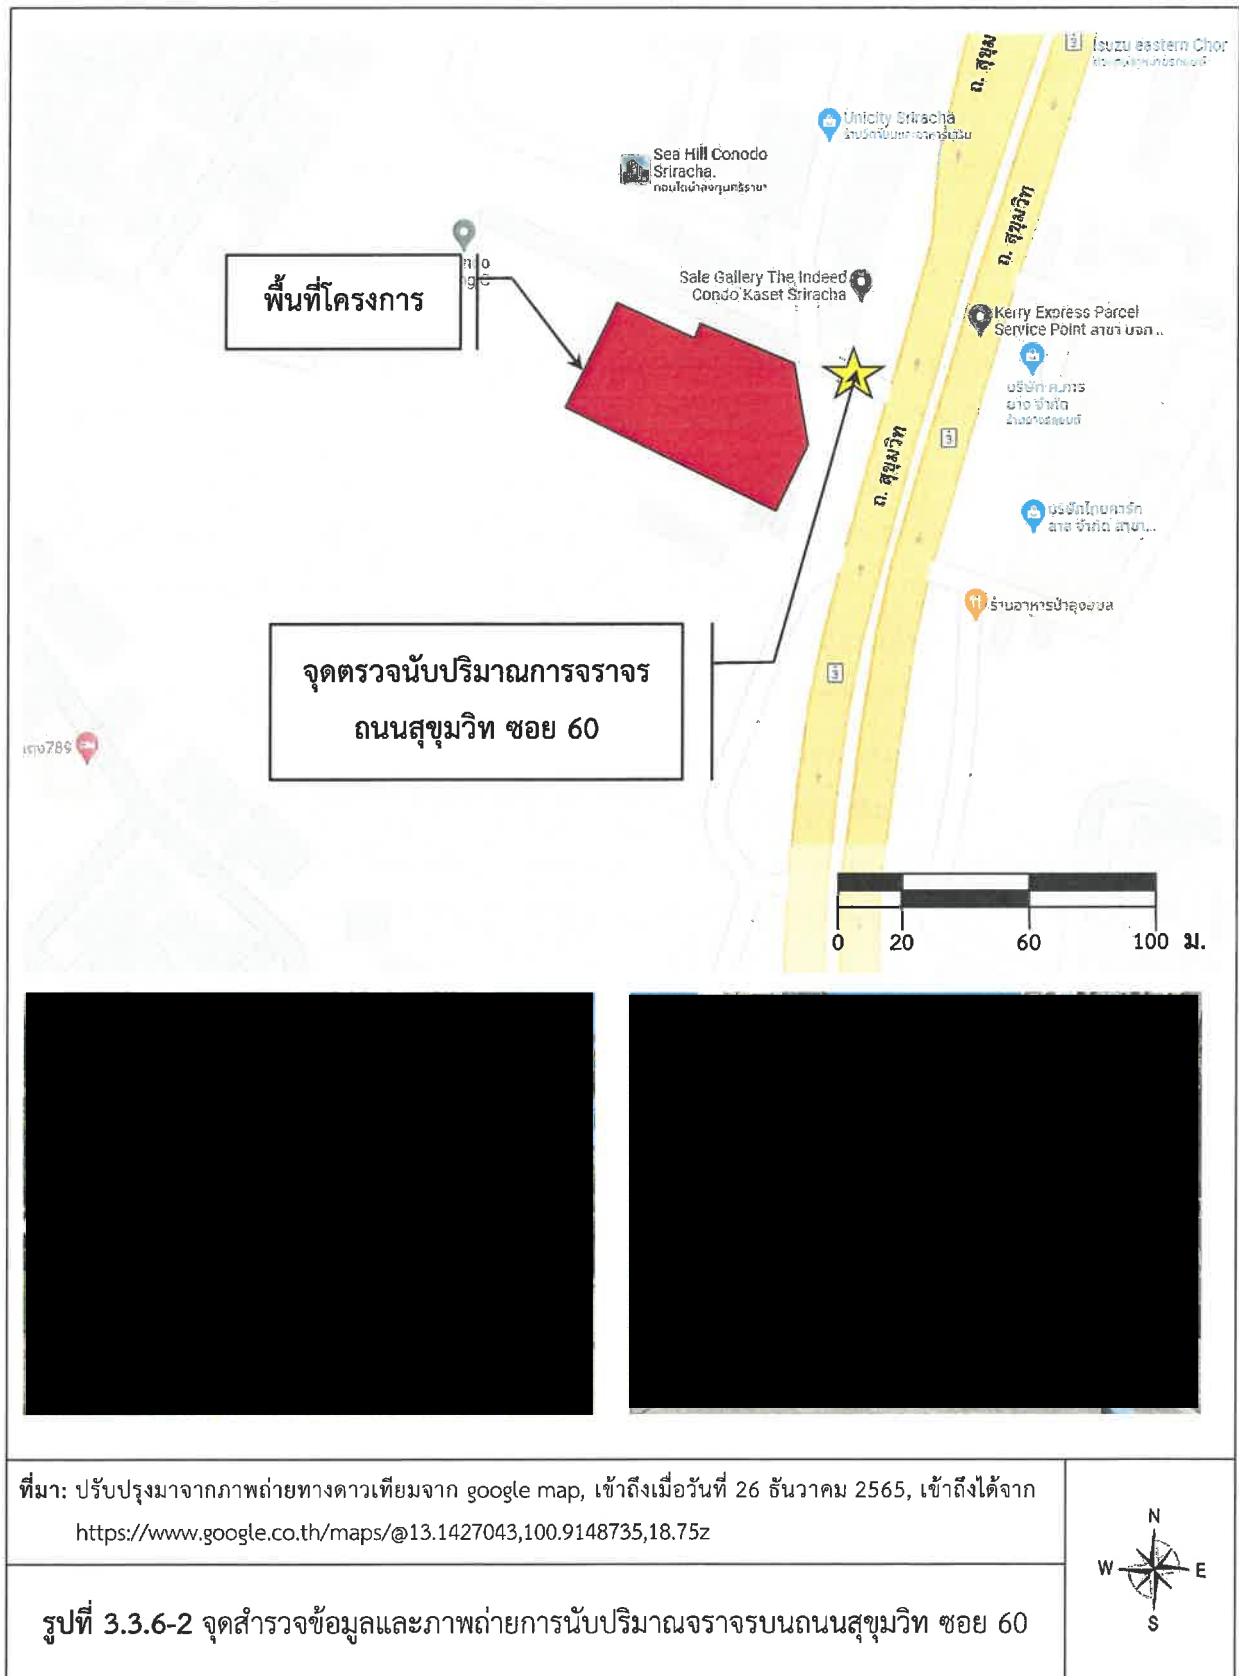 ถ. สุขุม
3
Isuzu eastern Chor
Unicity Sriracha
Sea Hill Conodo
Sriracha.
ถ. สุขุมวิท
พื้นที่โครงการ
Sale Gallery The Indeed
Condo Kaset Sriracha
Kerry Express Parcel
Service Point สาขา บจก...
ถ. สุขุมวิท
3
จุดตรวจนับปริมาณการจราจร
ถนนสุขุมวิท ซอย 60
3
0 20 60 100 ม.
ที่มา: ปรับปรุงมาจากภาพถ่ายทางดาวเทียมจาก google map, เข้าถึงเมื่อวันที่ 26 ธันวาคม 2565, เข้าถึงได้จาก
https://www.google.co.th/maps/@13.1427043,100.9148735,18.75z
N
W E
S
รูปที่ 3.3.6-2 จุดสำรวจข้อมูลและภาพถ่ายการนับปริมาณจราจรบนถนนสุขุมวิท ซอย 60